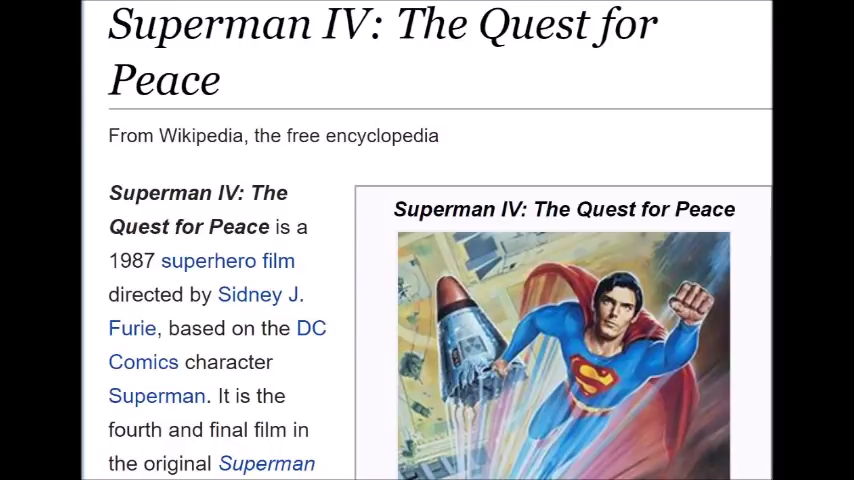 Superman IV: The Quest for
Peace
From Wikipedia, the free encyclopedia
Superman IV: The
Quest for Peace is a
1987 superhero film
directed by Sidney J.
Furie, based on the DC
Comics character
Superman. It is the
fourth and final film in
the original Superman
Superman IV: The Quest for Peace